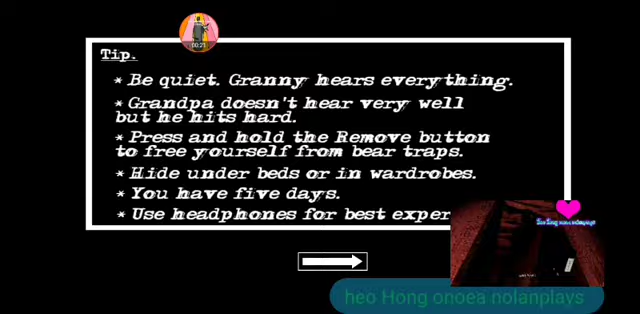 00:21
Tip.
* Be quiet. Granny hears everything.
* Grandpa doesn't hear very well
but he hits hard.
* Press and hold the Remove button
to free yourself from bear traps.
* Hide under beds or in wardrobes.
* You have five days.
* Use headphones for best exper
heo Hong onoea nolanplays